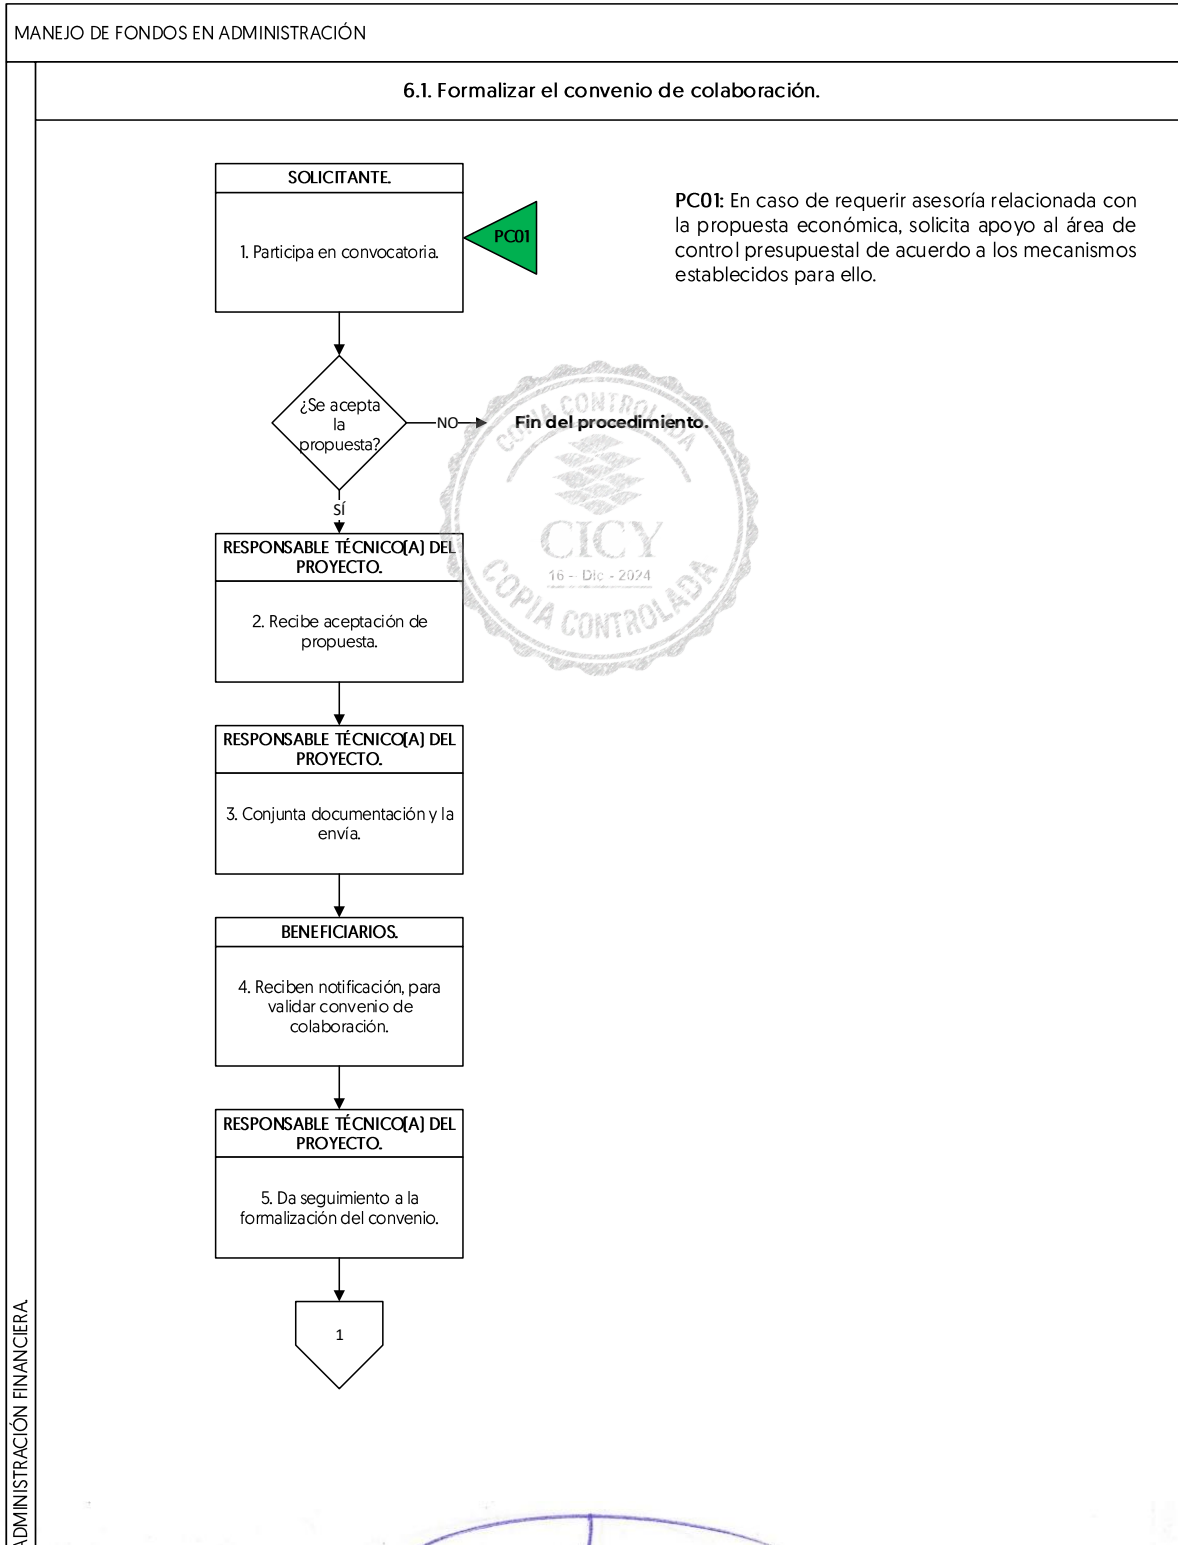 MANEJO DE FONDOS EN ADMINISTRACIÓN
6.1. Formalizar el convenio de colaboración.
SOLICITANTE.
1. Participa en convocatoria.
PC01
PC01: En caso de requerir asesoría relacionada con
la propuesta económica, solicita apoyo al área de
control presupuestal de acuerdo a los mecanismos
establecidos para ello.
¿Se acepta
la
propuesta?
NO
Fin del procedimiento.
COPIA CONTROLADA
CICY
16 - Dic - 2024
COPIA CONTROLADA
SÍ
RESPONSABLE TÉCNICO(A) DEL
PROYECTO.
2. Recibe aceptación de
propuesta.
RESPONSABLE TÉCNICO(A) DEL
PROYECTO.
3. Conjunta documentación y la
envía.
BENEFICIARIOS.
4. Reciben notificación, para
validar convenio de
colaboración.
RESPONSABLE TÉCNICO(A) DEL
PROYECTO.
5. Da seguimiento a la
formalización del convenio.
1
ADMINISTRACIÓN FINANCIERA.